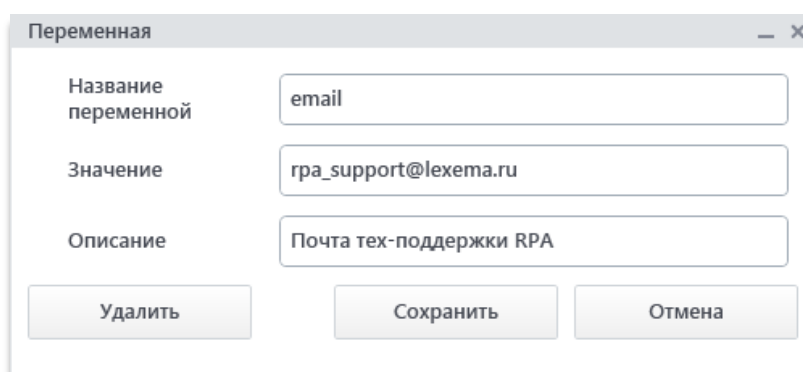 Переменная
Название
переменной
email
Значение
rpa_support@lexema.ru
Описание
Почта тех-поддержки RPA
Удалить Сохранить Отмена